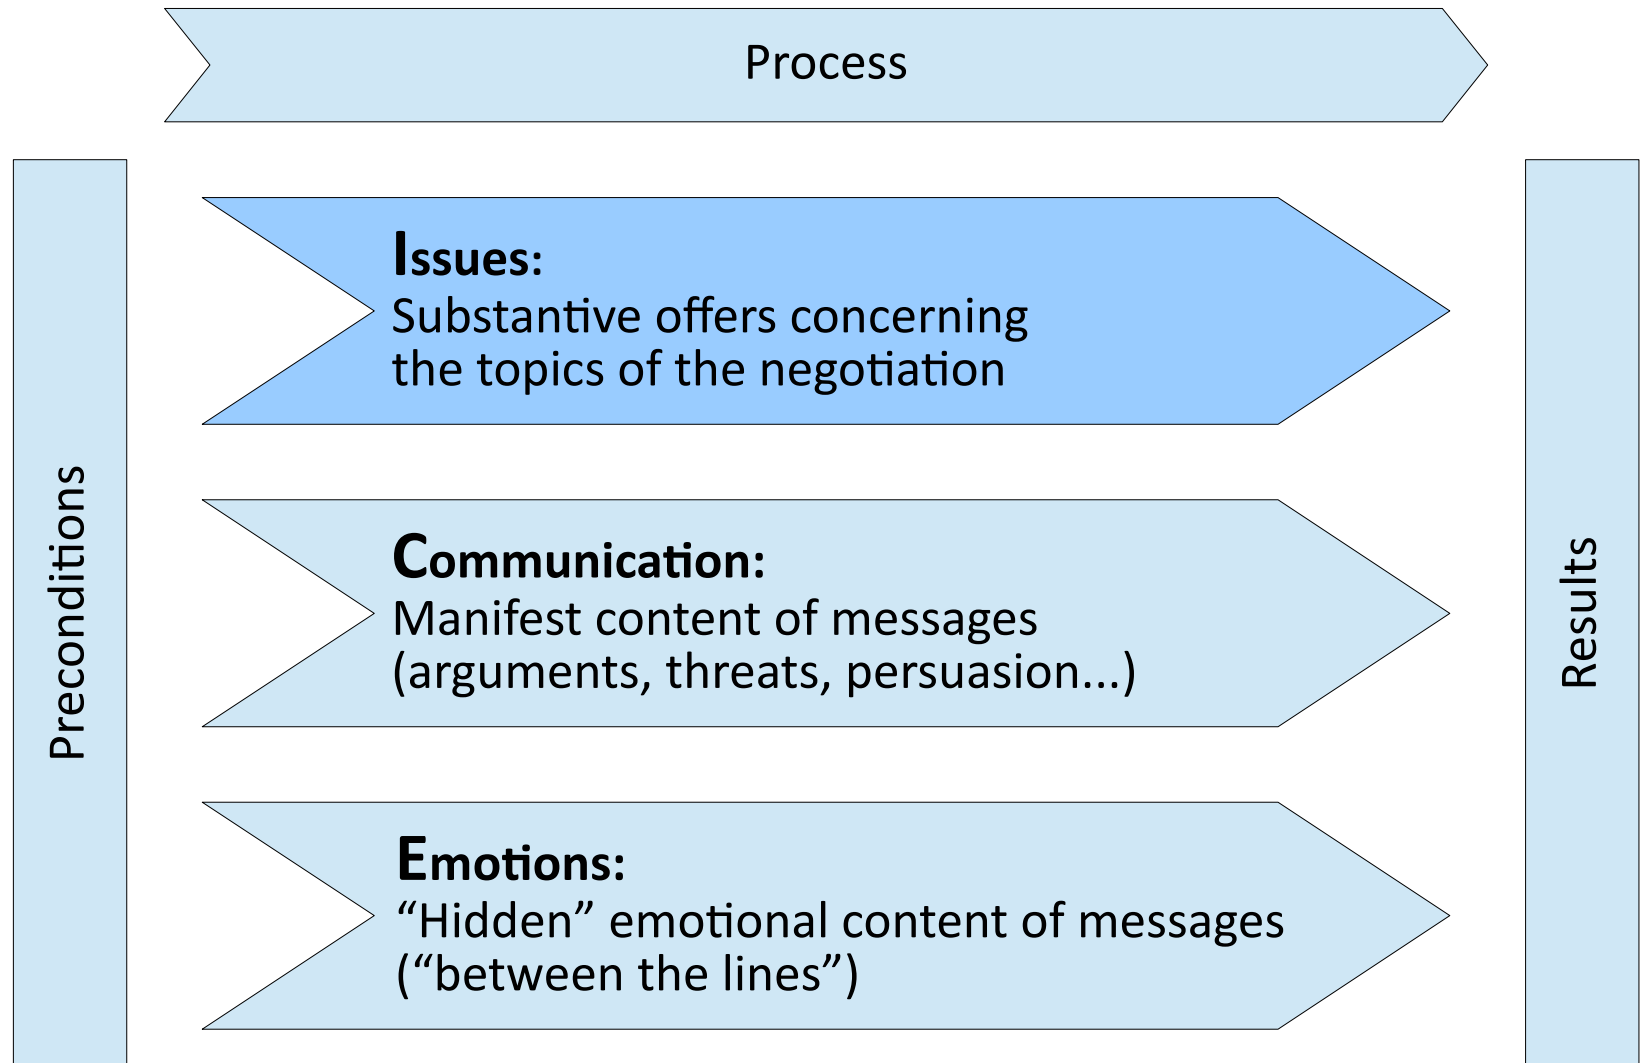 Process
Preconditions
Issues:
Substantive offers concerning
the topics of the negotiation
Communication:
Manifest content of messages
(arguments, threats, persuasion...)
Emotions:
“Hidden” emotional content of messages
(“between the lines”)
Results